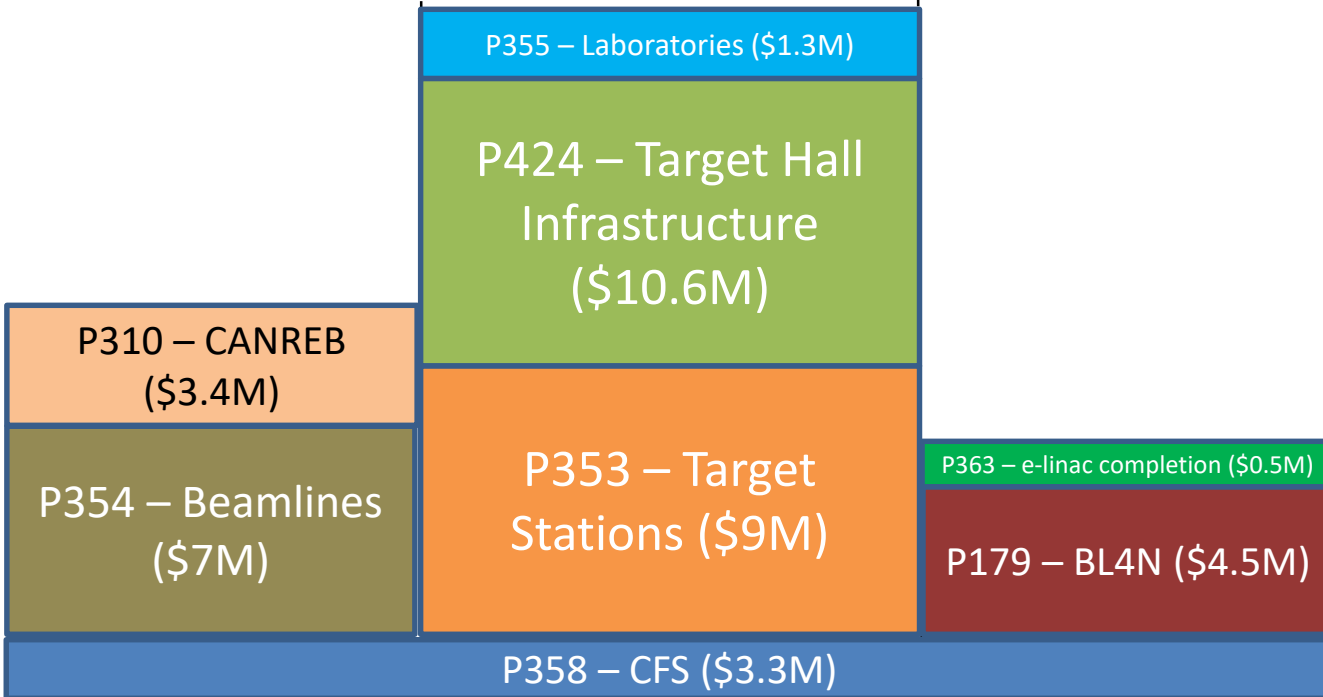 P355 – Laboratories ($1.3M)
P424 – Target Hall
Infrastructure
($10.6M)
P310 – CANREB
($3.4M)
P354 – Beamlines
($7M)
P353 – Target
Stations ($9M)
P363 – e-linac completion ($0.5M)
P179 – BL4N ($4.5M)
P358 – CFS ($3.3M)